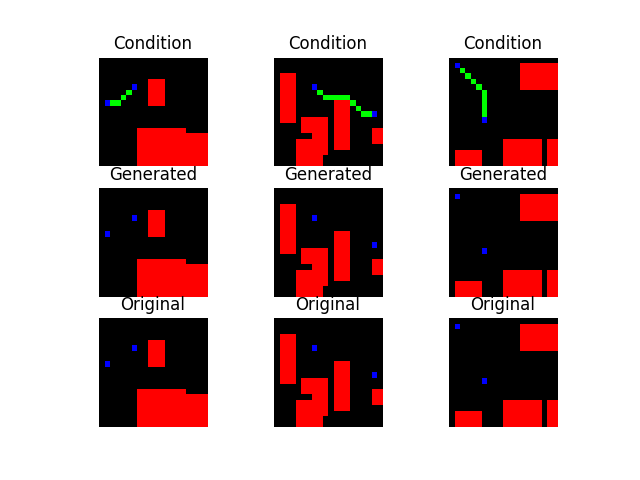 Condition Condition Condition
Generated Generated Generated
Original Original Original